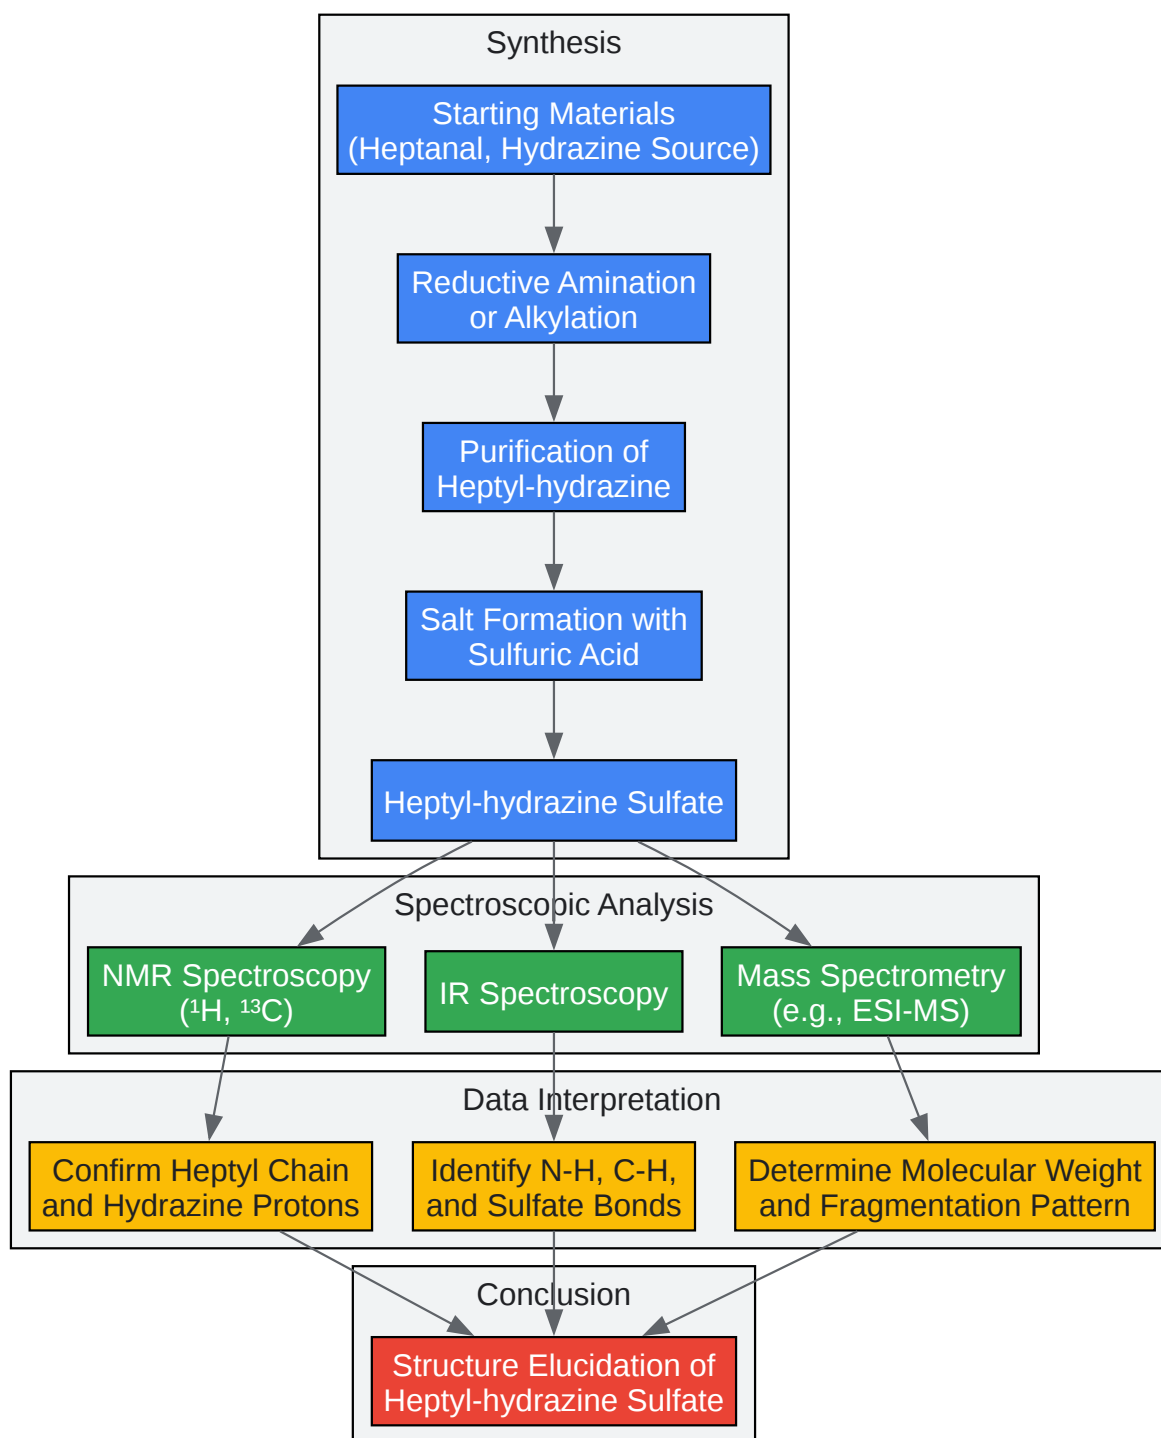 Synthesis
Starting Materials
(Heptanal, Hydrazine Source)
Reductive Amination
or Alkylation
Purification of
Heptyl-hydrazine
Salt Formation with
Sulfuric Acid
Heptyl-hydrazine Sulfate
Spectroscopic Analysis
NMR Spectroscopy
(¹H, ¹³C)
IR Spectroscopy
Mass Spectrometry
(e.g., ESI-MS)
Data Interpretation
Confirm Heptyl Chain
and Hydrazine Protons
Identify N-H, C-H,
and Sulfate Bonds
Determine Molecular Weight
and Fragmentation Pattern
Conclusion
Structure Elucidation of
Heptyl-hydrazine Sulfate